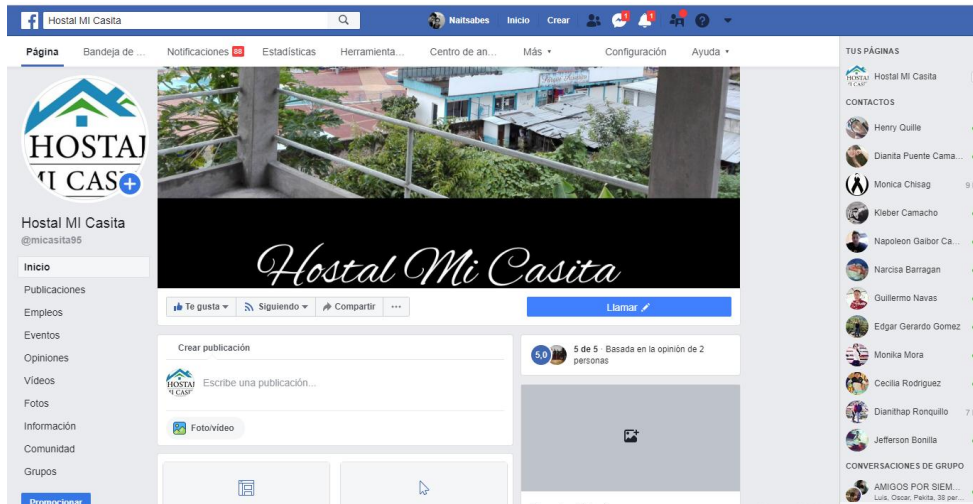 Hostal MI Casita
Naitsabes Inicio Crear
Página Bandeja de ... Notificaciones 88 Estadísticas Herramienta... Centro de an... Más Configuración Ayuda
HOSTAJ
MI CASI
Hostal MI Casita
@micasita95
Inicio
Publicaciones
Empleos
Eventos
Opiniones
Vídeos
Fotos
Información
Comunidad
Grupos
Promocionar
Hostal Mi Casita
Te gusta Siguiendo Compartir ...
Llamar
Crear publicación
HOSTAJ
Escribe una publicación...
Foto/vídeo
5,0
5 de 5 · Basada en la opinión de 2
personas
TUS PÁGINAS
Hostal MI Casita
CONTACTOS
Henry Quille
Dianita Puente Cama...
Monica Chisag
Kleber Camacho
Napoleon Gaibor Ca...
Narcisa Barragan
Guillermo Navas
Edgar Gerardo Gomez
Monika Mora
Cecilia Rodriguez
Dianithap Ronquillo
Jefferson Bonilla
CONVERSACIONES DE GRUPO
AMIGOS POR SIEM...
Luis, Oscar, Pekita, 38 per...